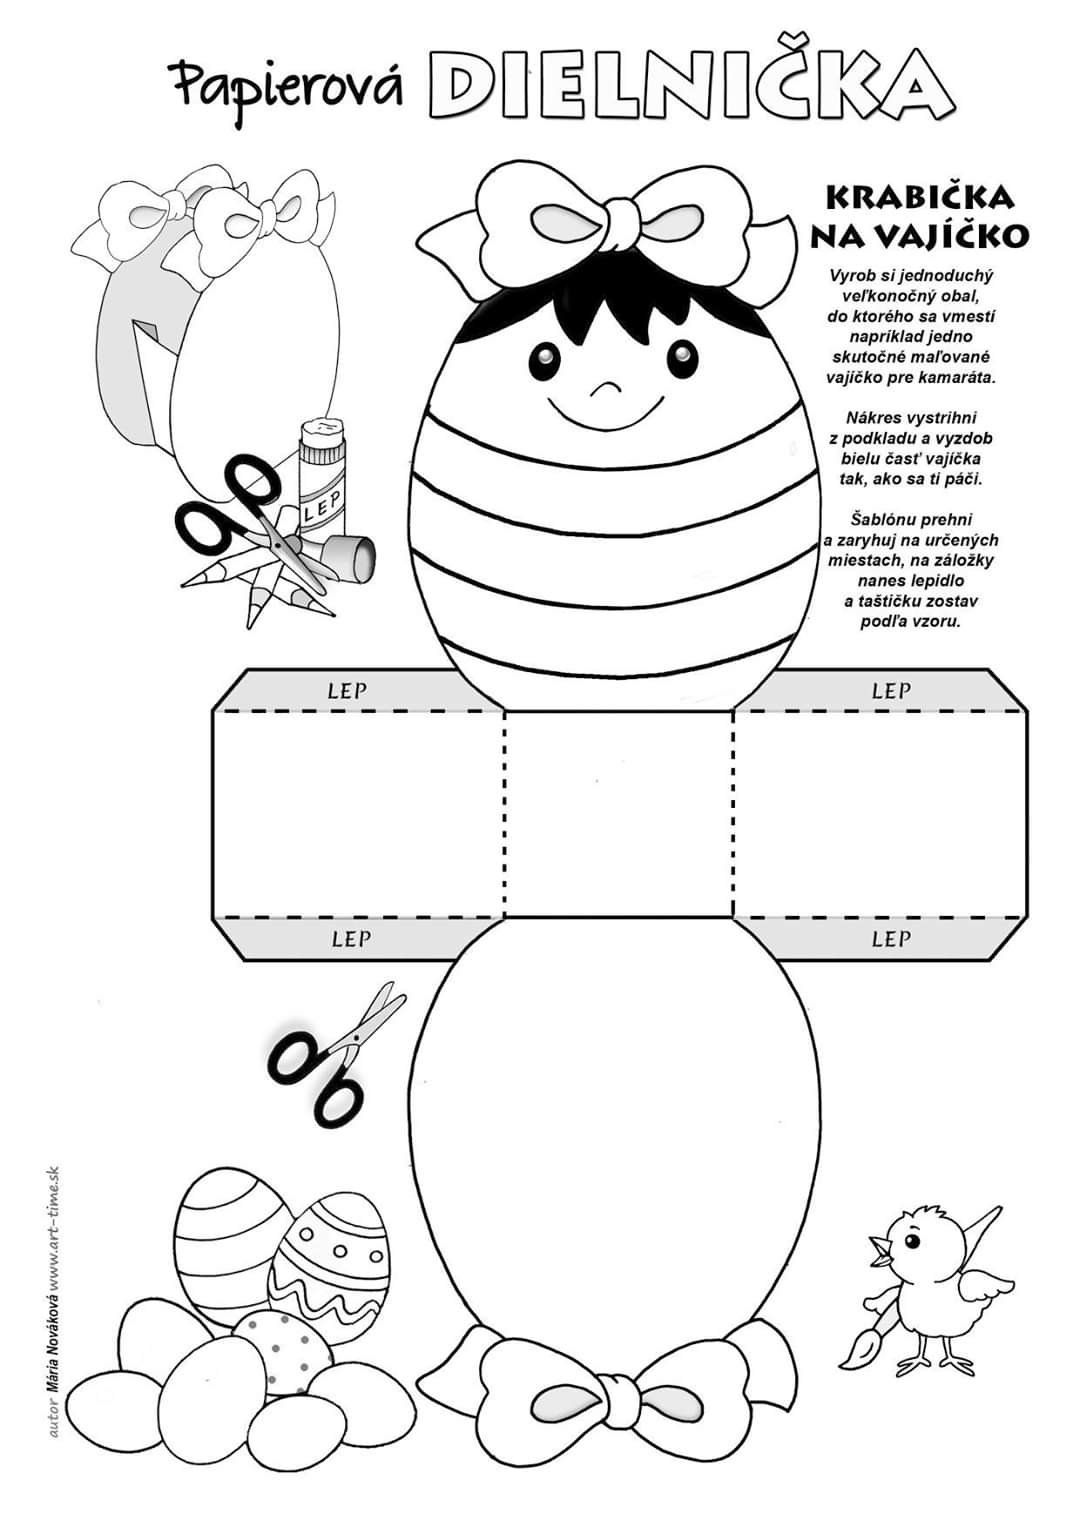 Papierová DIELNIČKA
KRABIČKA
NA VAJÍČKO
Vyrob si jednoduchý
veľkonočný obal,
do ktorého sa vmestí
napríklad jedno
skutočné maľované
vajíčko pre kamaráta.
Nákres vystrihni
z podkladu a vyzdob
bielu časť vajíčka
tak, ako sa ti páči.
Šablónu prehni
a zaryhuj na určených
miestach, na záložky
nanes lepidlo
a taštičku zostav
podľa vzoru.
LEP
LEP
LEP
LEP
LEP
autor Mária Nováková www.art-time.sk